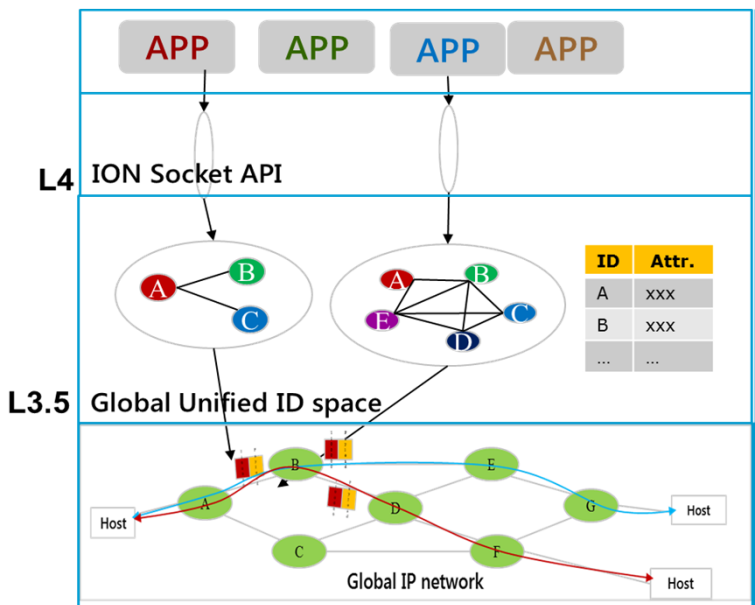 APP APP APP APP
L4 ION Socket API
A B C
A B C D E
ID Attr.
A xxx
B xxx
... ...
L3.5 Global Unified ID space
B E
A D G
Host Host
C F
Global IP network Host